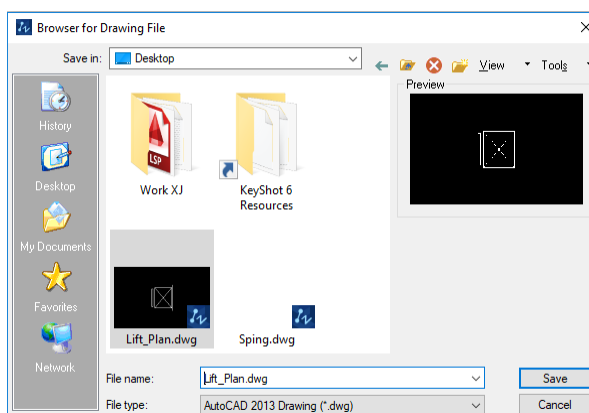 Browser for Drawing File
Save in: Desktop View Tools
Preview
History
Desktop
My Documents
Favorites
Network
LSP
Work XJ
KeyShot 6
Resources
Lift_Plan.dwg
Sping.dwg
File name: Lift_Plan.dwg Save
File type: AutoCAD 2013 Drawing (*.dwg) Cancel